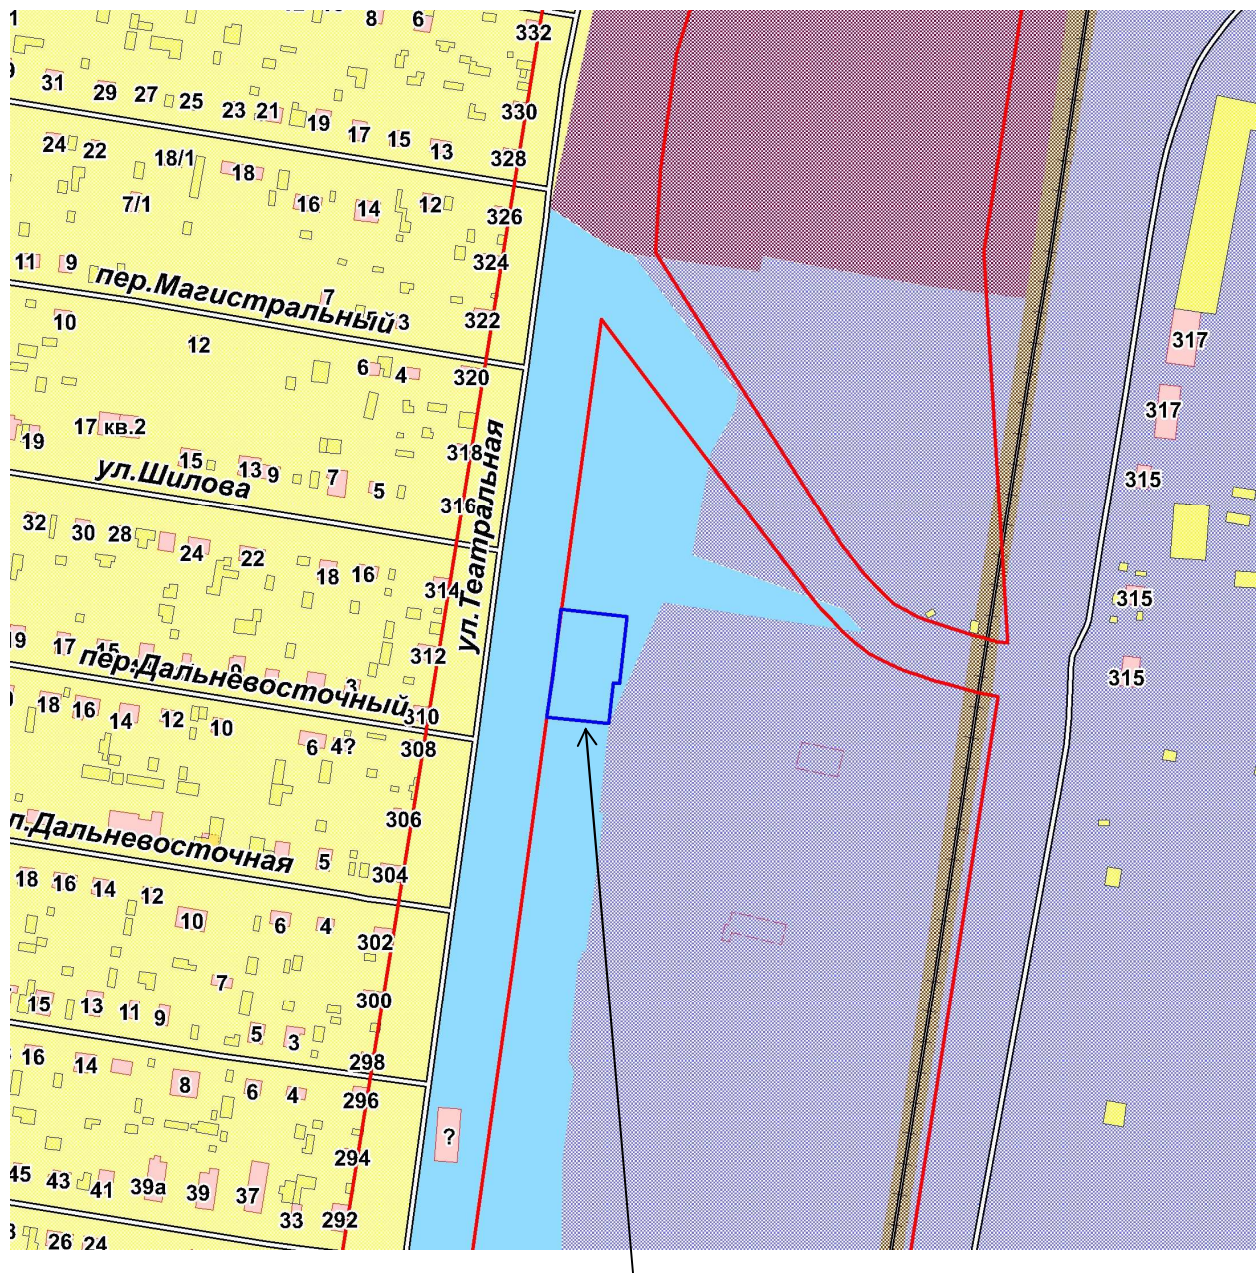 8 6 332
31 29 27 25 23 21 19 17 15 13 330
328
24 22 18/1 18 16 14 12 326
7/1
324
11 9 пер.Магистральный 7 3 322
10 12 6 4 320
317
317
19 17 кв.2 15 13 9 7 5 318
315
ул.Шилова 316
ул.Театральная
32 30 28 24 22 18 16 314
315
19 17 15 9 3 312
315
пер.Дальневосточный 310
18 16 14 12 10 6 4? 308
306
л.Дальневосточная 5 304
18 16 14 12 10 6 4 302
7
15 13 11 9 5 3 300
298
16 14 8 6 4 296
?
294
45 43 41 39а 39 37 33 292
26 24